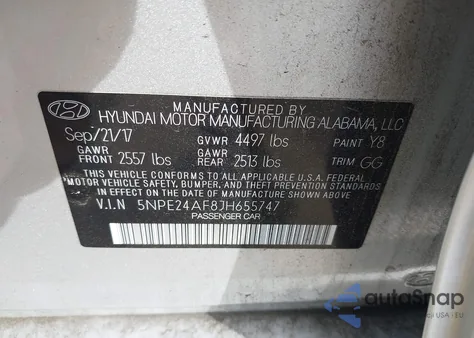 MANUFACTURED BY
HYUNDAI MOTOR MANUFACTURING ALABAMA, LLC
Sep/21/17 GVWR 4497 lbs PAINT Y8
GAWR FRONT 2557 lbs GAWR REAR 2513 lbs TRIM GG
THIS VEHICLE CONFORMS TO ALL APPLICABLE FEDERAL
MOTOR VEHICLE SAFETY, BUMPER, AND THEFT PREVENTION
STANDARDS IN EFFECT ON THE DATE OF MANUFACTURE SHOWN ABOVE.
V.I.N 5NPE24AF8JH655747
PASSENGER CAR
autoSnap
USA | EU